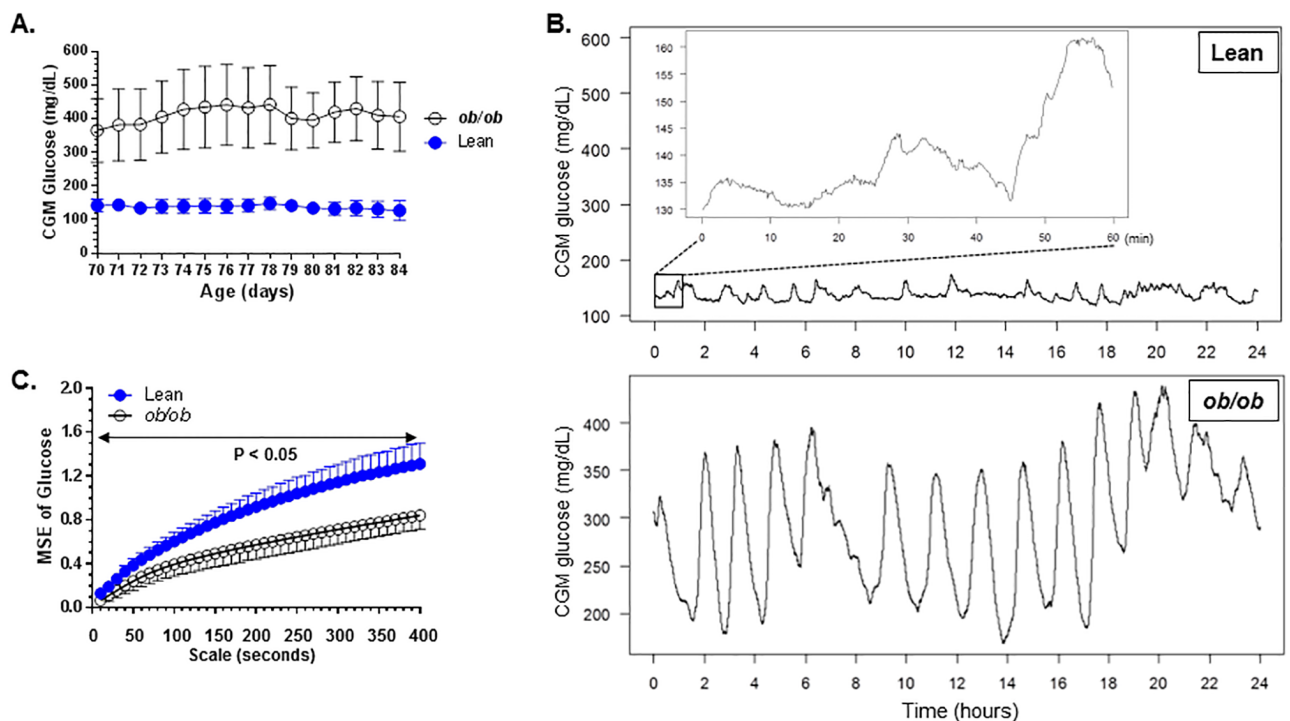 A.
600
500
400
300
200
100
0
CGM Glucose (mg/dL)
70 71 72 73 74 75 76 77 78 79 80 81 82 83 84
Age (days)
ob/ob
Lean
B.
Lean
600
500
400
300
200
100
CGM glucose (mg/dL)
160
155
150
145
140
135
130
0 10 20 30 40 50 60 (min)
0 2 4 6 8 10 12 14 16 18 20 22 24
C.
Lean
ob/ob
P < 0.05
2.0
1.6
1.2
0.8
0.4
0.0
MSE of Glucose
0 50 100 150 200 250 300 350 400
Scale (seconds)
ob/ob
400
350
300
250
200
CGM glucose (mg/dL)
0 2 4 6 8 10 12 14 16 18 20 22 24
Time (hours)